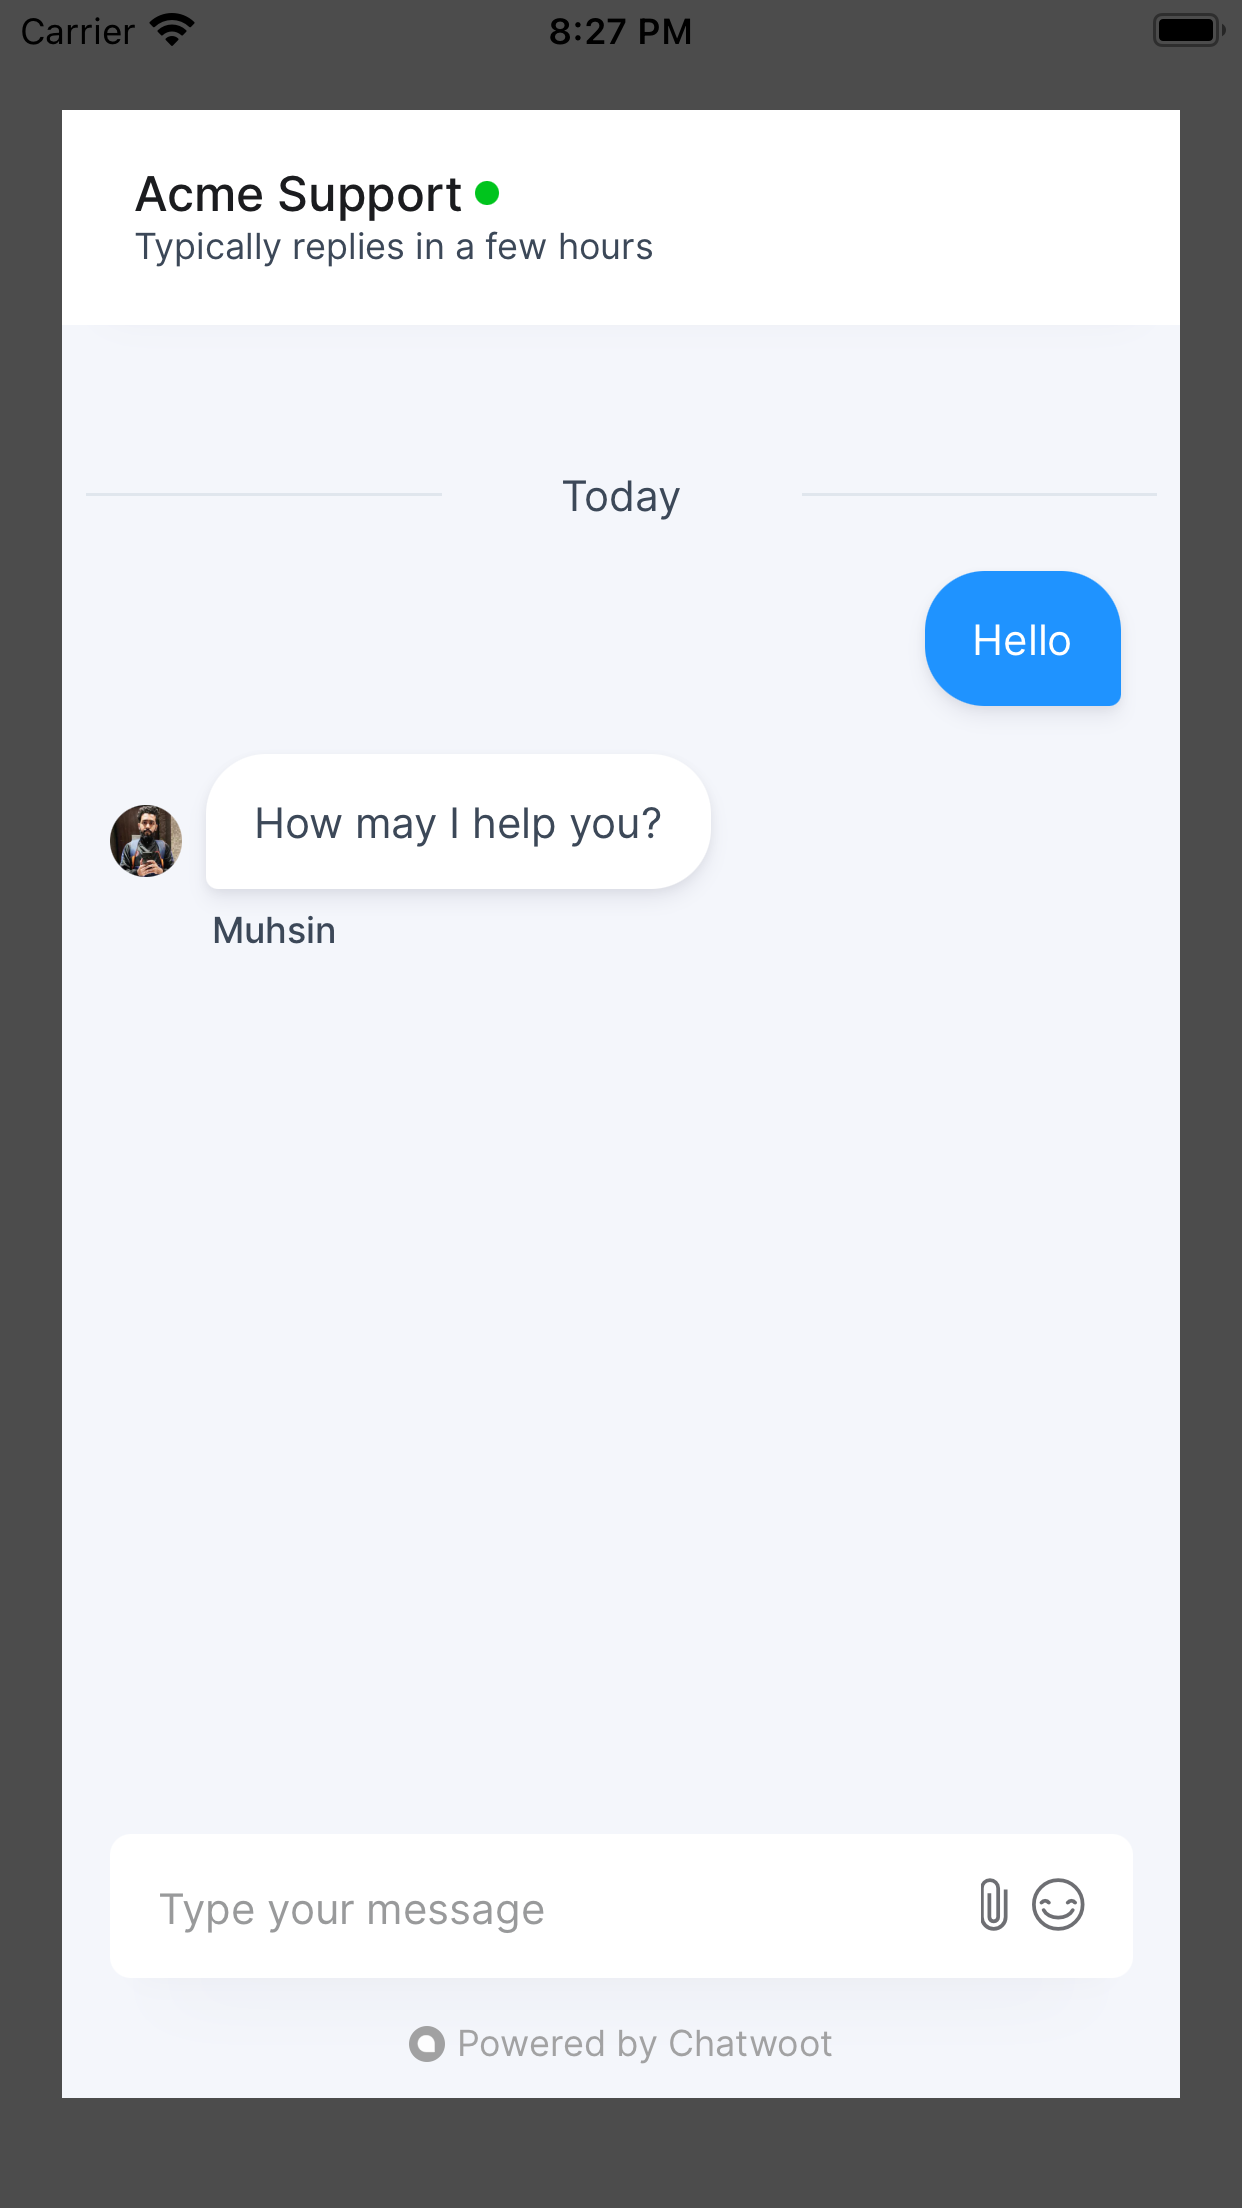 Carrier 8:27 PM
Acme Support
Typically replies in a few hours
Today
Hello
How may I help you?
Muhsin
Type your message
Powered by Chatwoot